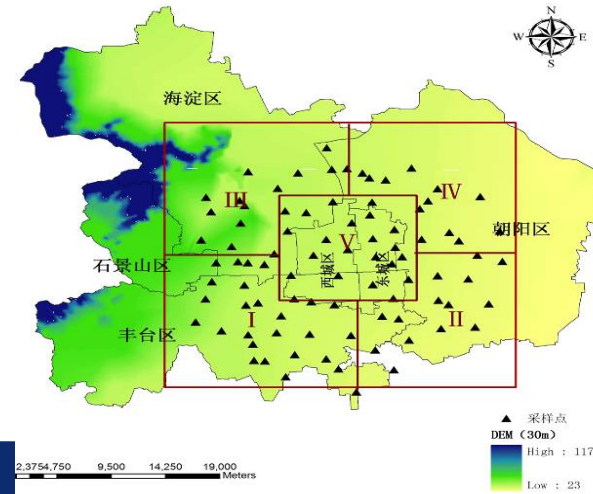 N
W E
S
海淀区
III
IV
朝阳区
V
石景山区
西城区
东城区
丰台区
I
II
采样点
DEM（30m）
High : 117
Low : 23
2,3754,750 9,500 14,250 19,000
Meters